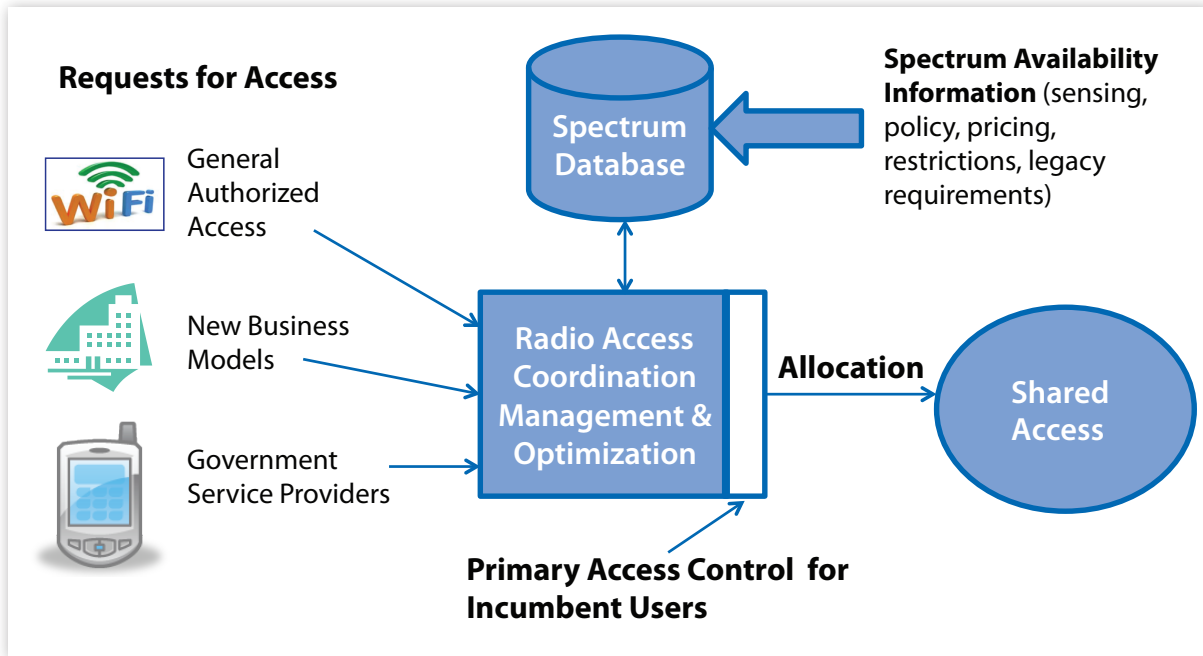 Requests for Access
WiFi
General
Authorized
Access
New Business
Models
Government
Service Providers
Spectrum
Database
Spectrum Availability
Information (sensing,
policy, pricing,
restrictions, legacy
requirements)
Radio Access
Coordination
Management &
Optimization
Allocation
Shared
Access
Primary Access Control for
Incumbent Users